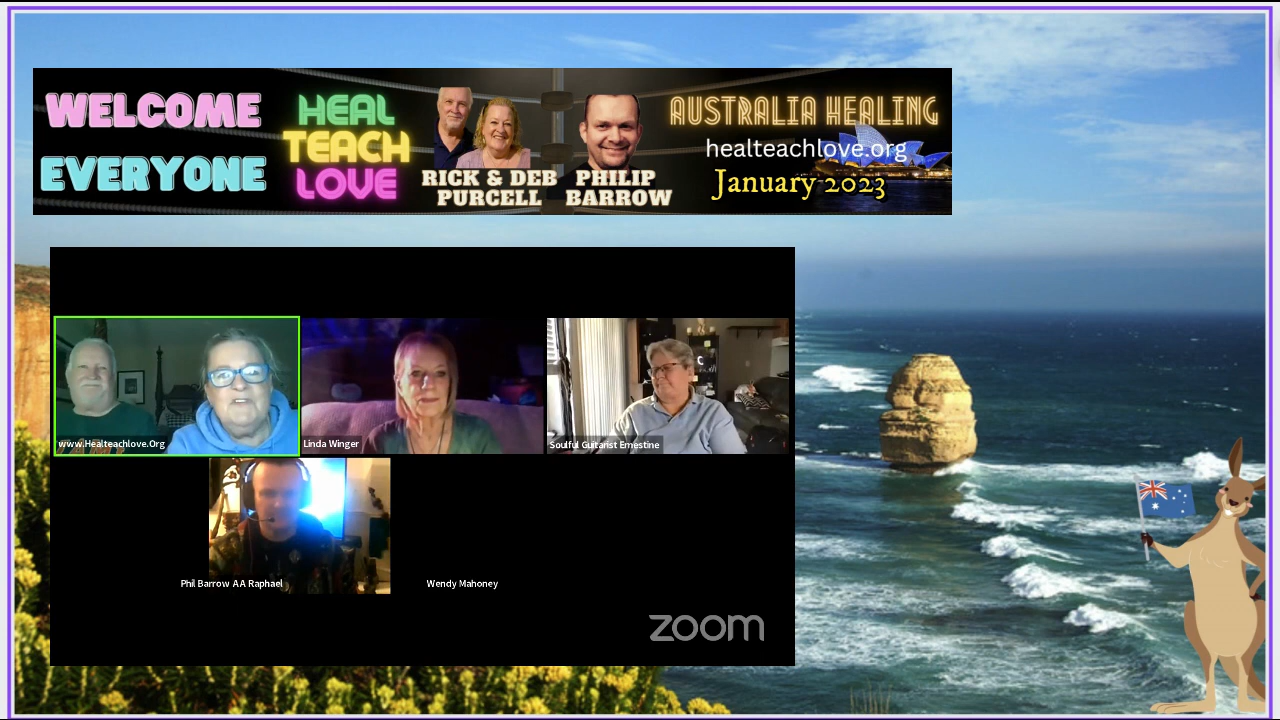 WELCOME
EVERYONE
HEAL
TEACH
LOVE
RICK & DEB
PURCELL
PHILIP
BARROW
AUSTRALIA HEALING
healteachlove.org
January 2023
www.Healteachlove.Org
Linda Winger
Soulful Guitarist Ernestine
C
Phil Barrow AA Raphael
Wendy Mahoney
zoom